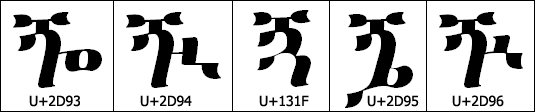 ⶓ ⶔ ጟ ⶕ ⶖ
U+2D93 U+2D94 U+131F U+2D95 U+2D96